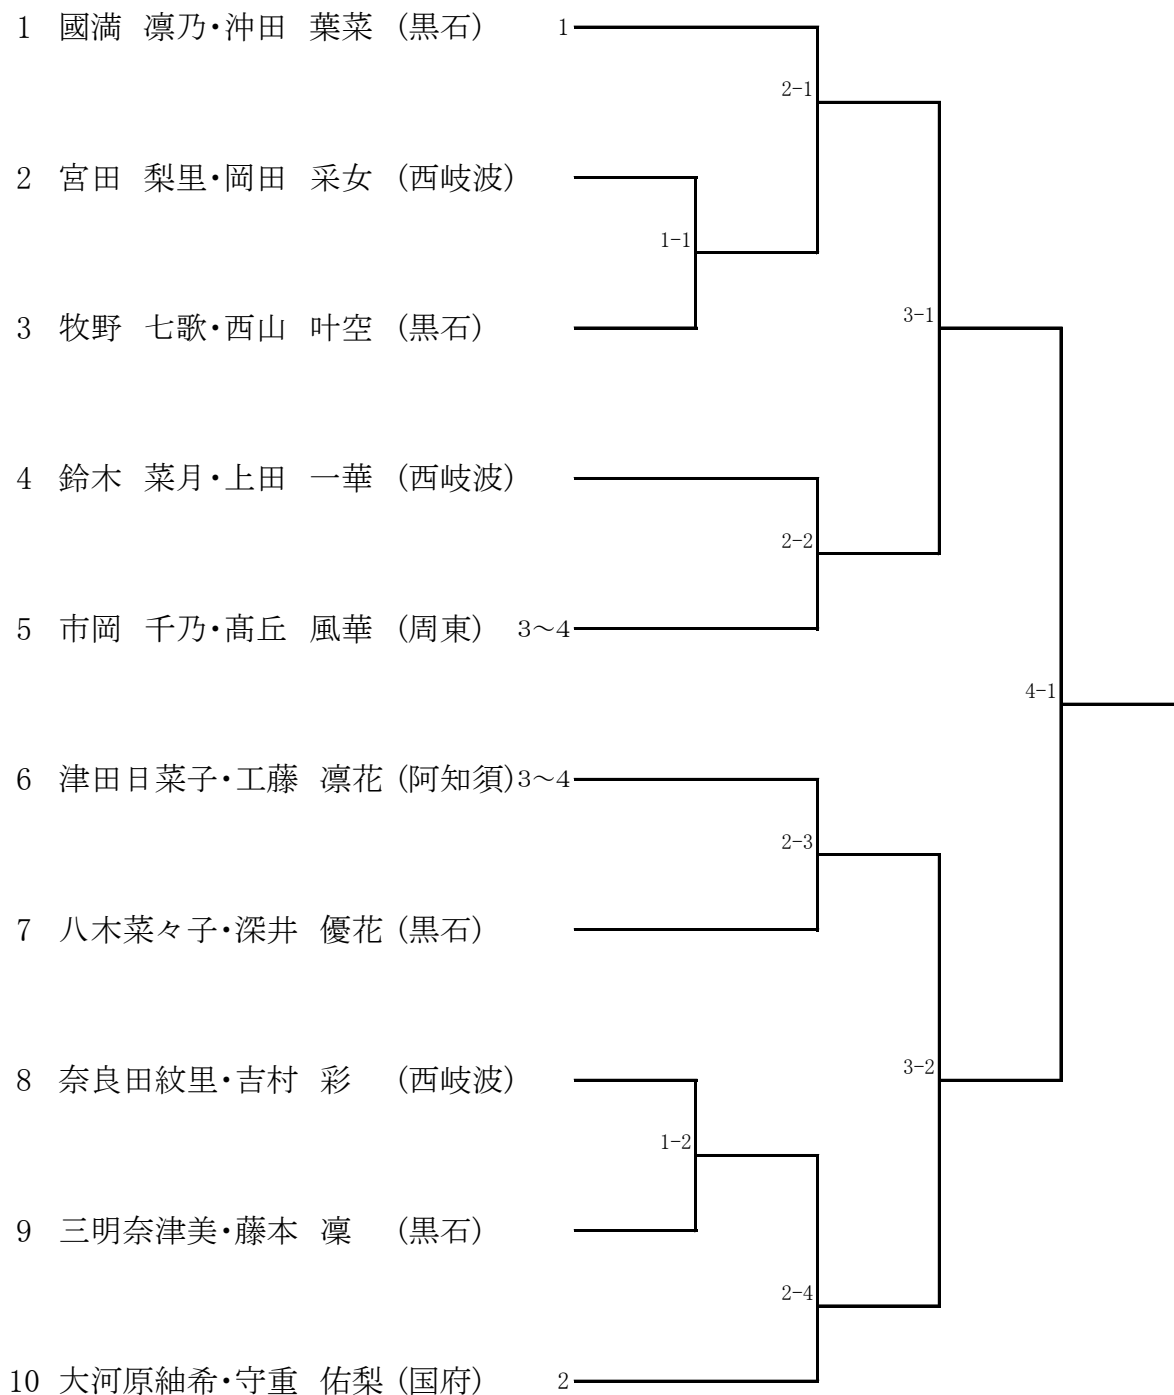 1 國満 凛乃・沖田 葉菜 (黒石) 1
2-1
2 宮田 梨里・岡田 采女 (西岐波)
1-1
3 牧野 七歌・西山 叶空 (黒石)
3-1
4 鈴木 菜月・上田 一華 (西岐波)
2-2
5 市岡 千乃・髙丘 風華 (周東) 3～4
4-1
6 津田日菜子・工藤 凛花 (阿知須) 3～4
2-3
7 八木菜々子・深井 優花 (黒石)
3-2
8 奈良田紋里・吉村 彩 (西岐波)
1-2
9 三明奈津美・藤本 凜 (黒石)
2-4
10 大河原紬希・守重 佑梨 (国府) 2